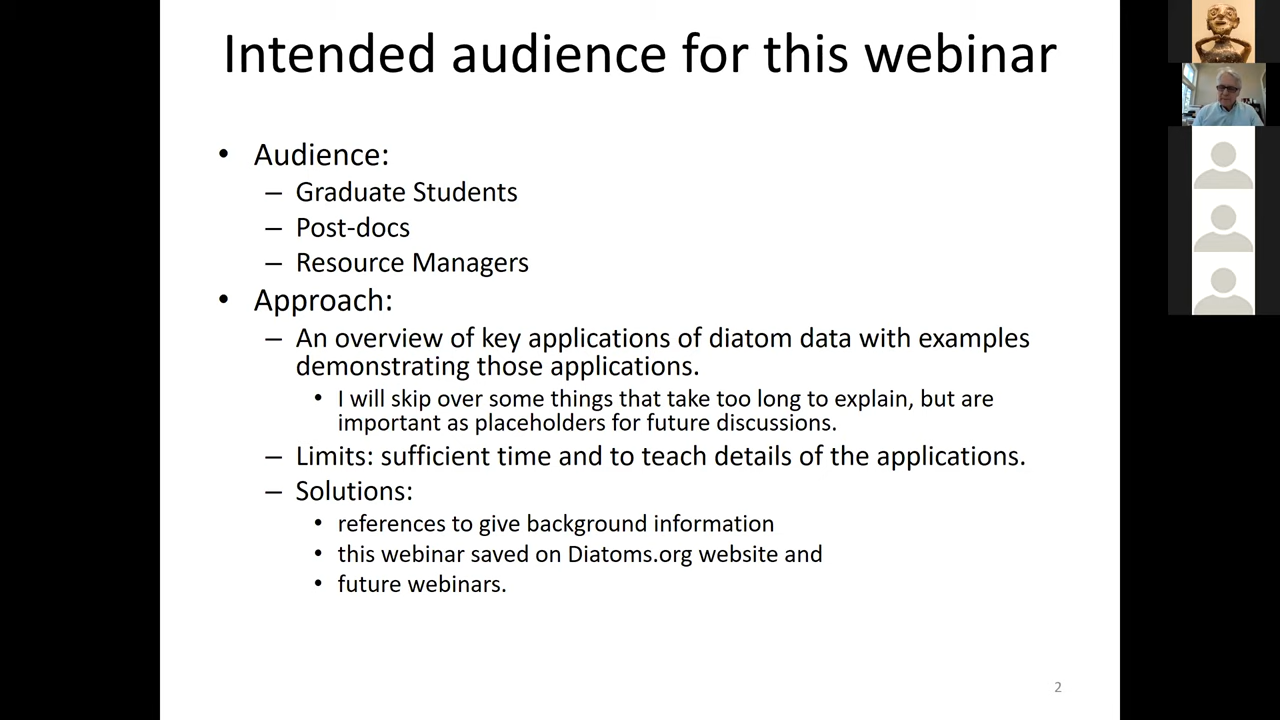 Intended audience for this webinar
• Audience:
– Graduate Students
– Post-docs
– Resource Managers
• Approach:
– An overview of key applications of diatom data with examples
demonstrating those applications.
• I will skip over some things that take too long to explain, but are
important as placeholders for future discussions.
– Limits: sufficient time and to teach details of the applications.
– Solutions:
• references to give background information
• this webinar saved on Diatoms.org website and
• future webinars.
2